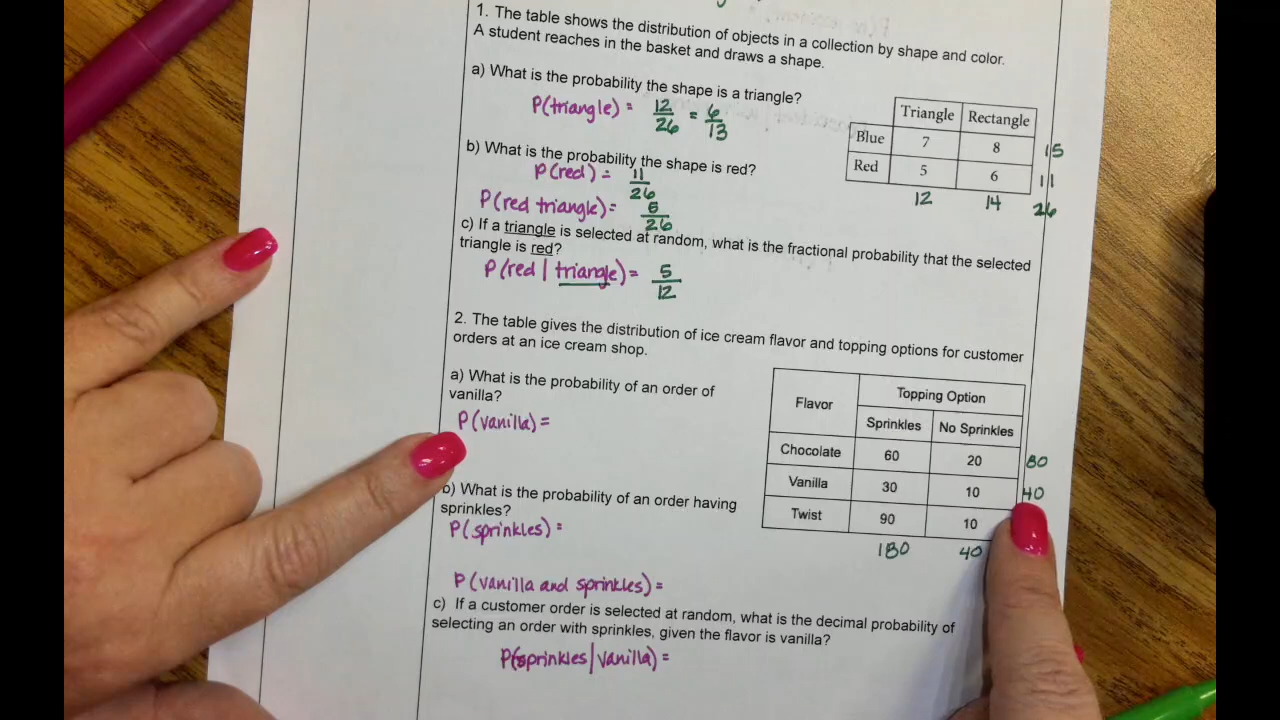 1. The table shows the distribution of objects in a collection by shape and color.
A student reaches in the basket and draws a shape.
a) What is the probability the shape is a triangle?
P(triangle) = 12/26 = 6/13
Triangle Rectangle
Blue 7 8 15
Red 5 6 11
12 14 26
b) What is the probability the shape is red?
P(red) = 11/26
P(red triangle) = 5/26
c) If a triangle is selected at random, what is the fractional probability that the selected
triangle is red?
P(red | triangle) = 5/12
2. The table gives the distribution of ice cream flavor and topping options for customer
orders at an ice cream shop.
a) What is the probability of an order of
vanilla?
P(vanilla) =
Flavor Topping Option
Sprinkles No Sprinkles
Chocolate 60 20 80
Vanilla 30 10 40
Twist 90 10
180 40
b) What is the probability of an order having
sprinkles?
P(sprinkles) =
P(vanilla and sprinkles) =
c) If a customer order is selected at random, what is the decimal probability of
selecting an order with sprinkles, given the flavor is vanilla?
P(sprinkles | vanilla) =